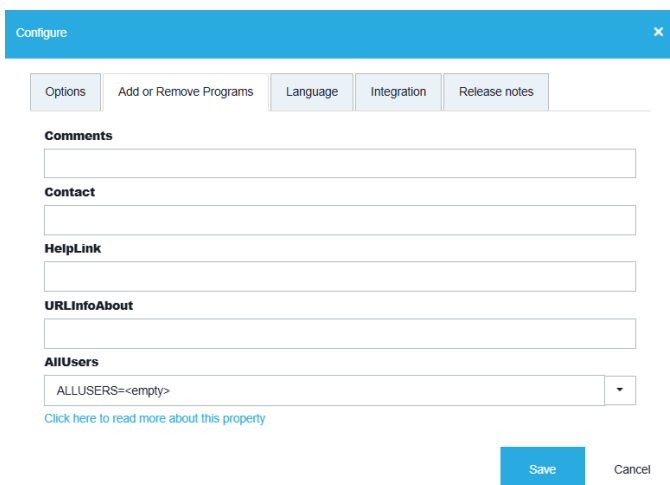 Configure ×
Options Add or Remove Programs Language Integration Release notes
Comments
Contact
HelpLink
URLInfoAbout
AllUsers
ALLUSERS=<empty>
Click here to read more about this property
Save Cancel